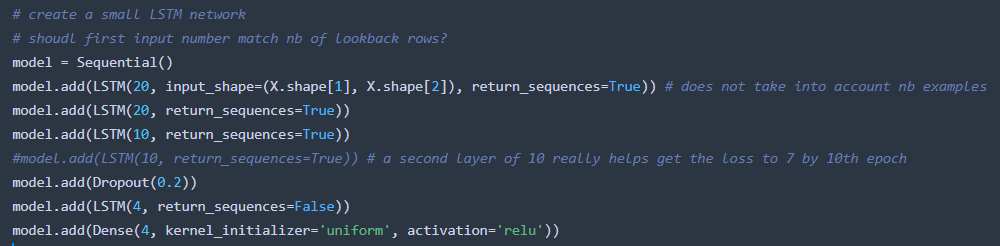 # create a small LSTM network
# shoudl first input number match nb of lookback rows?
model = Sequential()
model.add(LSTM(20, input_shape=(X.shape[1], X.shape[2]), return_sequences=True)) # does not take into account nb examples
model.add(LSTM(20, return_sequences=True))
model.add(LSTM(10, return_sequences=True))
#model.add(LSTM(10, return_sequences=True)) # a second layer of 10 really helps get the loss to 7 by 10th epoch
model.add(Dropout(0.2))
model.add(LSTM(4, return_sequences=False))
model.add(Dense(4, kernel_initializer='uniform', activation='relu'))